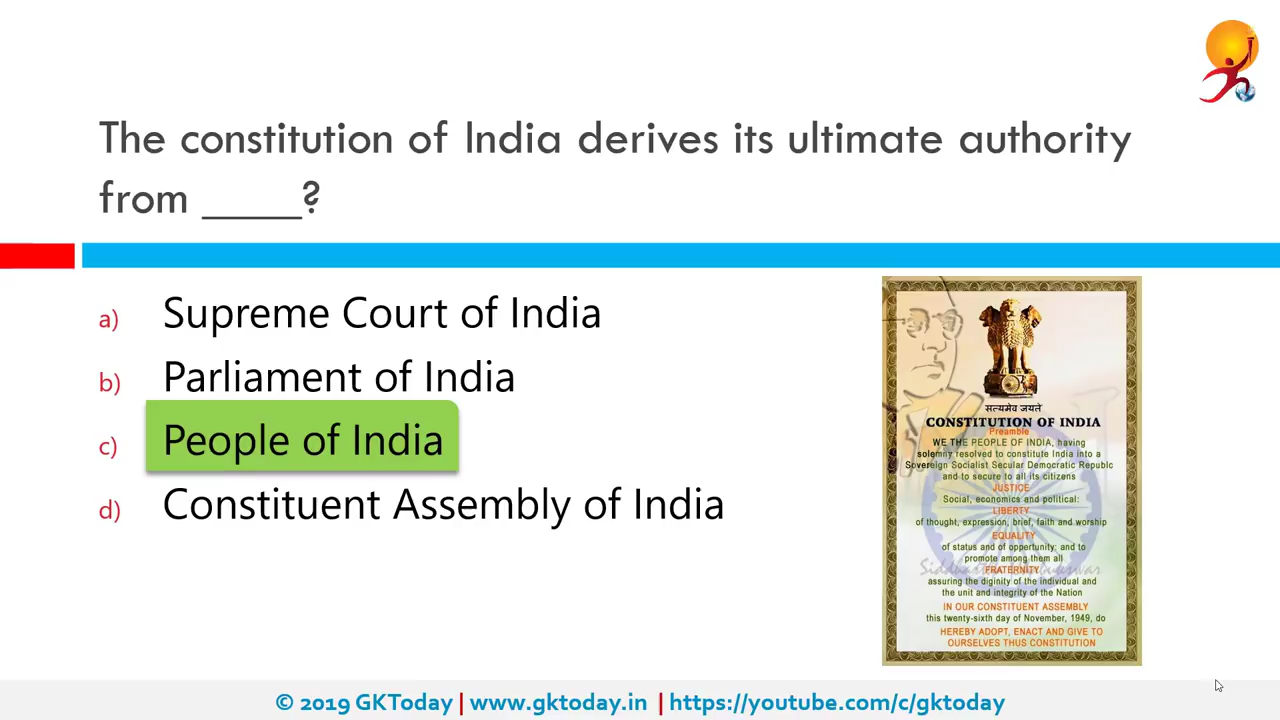 The constitution of India derives its ultimate authority
from _____?
a) Supreme Court of India
b) Parliament of India
c) People of India
d) Constituent Assembly of India
सत्यमेव जयते
CONSTITUTION OF INDIA
Preamble
WE THE PEOPLE OF INDIA, having
solemny resolved to constitute India into a
Sovereign Socialist Secular Democratic Republc
and to secure to all its citizens
JUSTICE
Social, economics and political:
LIBERTY
of thought, expression, brief, faith and worship
EQUALITY
of status and of opportunity; and to
promote among them all
FRATERNITY
assuring the diginity of the individual and
the unit and integrity of the Nation
IN OUR CONSTITUENT ASSEMBLY
this twenty-sixth day of November, 1949, do
HEREBY ADOPT, ENACT AND GIVE TO
OURSELVES THUS CONSTITUTION
© 2019 GKToday | www.gktoday.in | https://youtube.com/c/gktoday